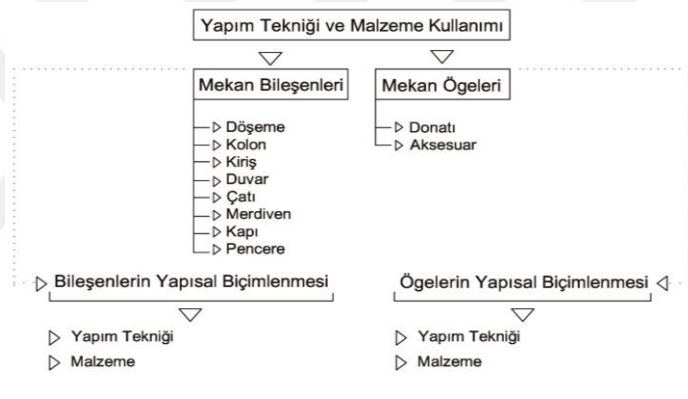 Yapım Tekniği ve Malzeme Kullanımı
Mekan Bileşenleri
Döşeme
Kolon
Kiriş
Duvar
Çatı
Merdiven
Kapı
Pencere
Mekan Ögeleri
Donatı
Aksesuar
Bileşenlerin Yapısal Biçimlenmesi
Yapım Tekniği
Malzeme
Ögelerin Yapısal Biçimlenmesi
Yapım Tekniği
Malzeme